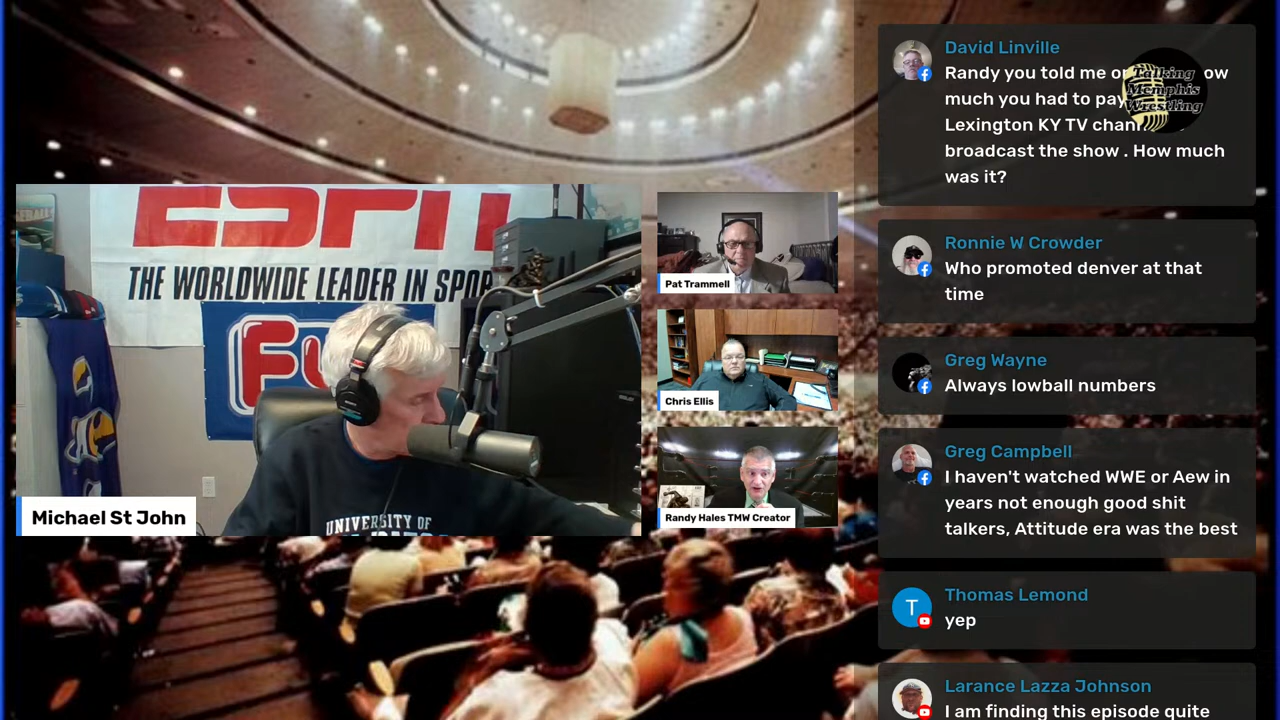 ESPN
THE WORLDWIDE LEADER IN SPOR
FU
UNIVERSITY OF
Michael St John
Pat Trammell
Chris Ellis
Randy Hales TMW Creator
Talking
Memphis
Wrestling
David Linville
Randy you told me on ow
much you had to pay
Lexington KY TV chann
broadcast the show . How much
was it?
Ronnie W Crowder
Who promoted denver at that
time
Greg Wayne
Always lowball numbers
Greg Campbell
I haven't watched WWE or Aew in
years not enough good shit
talkers, Attitude era was the best
T
Thomas Lemond
yep
Larance Lazza Johnson
I am finding this episode quite